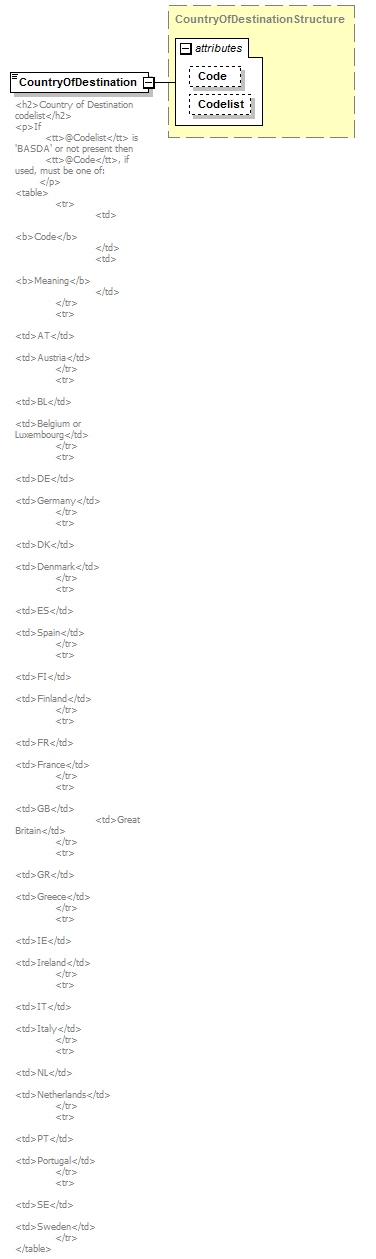 CountryOfDestinationStructure
attributes
Code
Codelist
CountryOfDestination
<h2>Country of Destination
codelist</h2>
<p>If
<tt>@Codelist</tt> is
'BASDA' or not present then
<tt>@Code</tt>, if
used, must be one of:
</p>
<table>
<tr>
<td>
<b>Code</b>
</td>
<td>
<b>Meaning</b>
</td>
</tr>
<tr>
<td>AT</td>
<td>Austria</td>
</tr>
<tr>
<td>BL</td>
<td>Belgium or
Luxembourg</td>
</tr>
<tr>
<td>DE</td>
<td>Germany</td>
</tr>
<tr>
<td>DK</td>
<td>Denmark</td>
</tr>
<tr>
<td>ES</td>
<td>Spain</td>
</tr>
<tr>
<td>FI</td>
<td>Finland</td>
</tr>
<tr>
<td>FR</td>
<td>France</td>
</tr>
<tr>
<td>GB</td>
<td>Great
Britain</td>
</tr>
<tr>
<td>GR</td>
<td>Greece</td>
</tr>
<tr>
<td>IE</td>
<td>Ireland</td>
</tr>
<tr>
<td>IT</td>
<td>Italy</td>
</tr>
<tr>
<td>NL</td>
<td>Netherlands</td>
</tr>
<tr>
<td>PT</td>
<td>Portugal</td>
</tr>
<tr>
<td>SE</td>
<td>Sweden</td>
</tr>
</table>